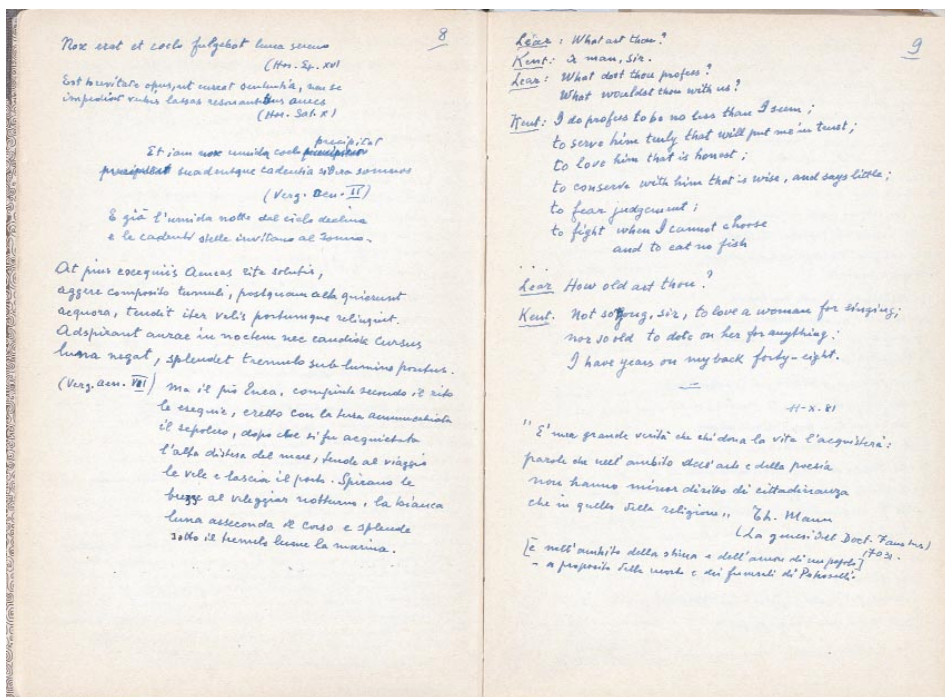 8
Nox erat et coelo fulgebat luna sereno
(Hor. Ep. XV)
Est brevitate opus, ut currat sententia, neu se
impediat verbis lassas resonantibus aures
(Hor. Sat. X)
precipitat
Et iam nox umida coelo
suadentque cadentia sidera somnos
(Verg. Aen. II)
E già l'umida notte dal cielo declina
e le cadenti stelle invitano al sonno.
At pius exequiis Aeneas rite solutis,
aggere composito tumuli, postquam alta quierunt
aequora, tendit iter velis portumque relinquit.
Adspirant aurae in noctem nec candida cursus
luna negat, splendet tremulo sub lumine pontus.
(Verg. Aen. VII) Ma il pio Enea, compiute secondo il rito
le esequie, eretto con la terra ammucchiata
il sepolcro, dopo che si fu acquietata
l'alta distesa del mare, tende al viaggio
le vele e lascia il porto. Spirano le
brezze al veleggiar notturno, la bianca
luna asseconda il corso e splende
sotto il tremulo lume la marina.
9
Lear: What art thou?
Kent: A man, sir.
Lear: What dost thou profess?
What wouldst thou with us?
Kent: I do profess to be no less than I seem;
to serve him truly that will put me in trust;
to love him that is honest;
to conserve with him that is wise, and says little;
to fear judgement;
to fight when I cannot choose
and to eat no fish
...
Lear How old art thou?
Kent. Not so yong, sir, to love a woman for singing;
nor so old to dote on her for anything:
I have years on my back forty-eight.
11-X-81
"E' una grande verità che chi dona la vita l'acquisterà:
parole che nell'ambito dell'arte e della poesia
non hanno minor diritto di cittadinanza
che in quello della religione" Th. Mann
(La genesi del Doct. Faustus)
[e nell'ambito della stima e dell'amore di un popolo]
- a proposito della morte e dei funerali di